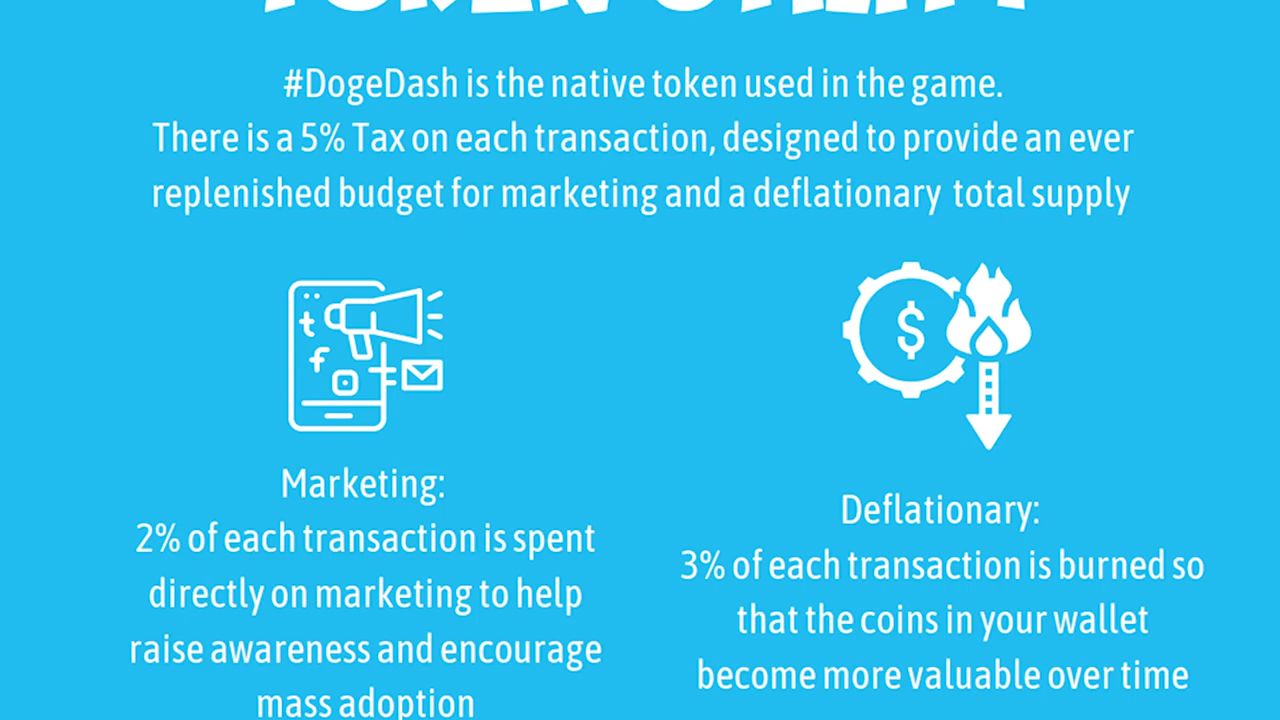 TOKEN UTILITY
#DogeDash is the native token used in the game.
There is a 5% Tax on each transaction, designed to provide an ever
replenished budget for marketing and a deflationary total supply
t
f
$
Marketing:
2% of each transaction is spent
directly on marketing to help
raise awareness and encourage
mass adoption
Deflationary:
3% of each transaction is burned so
that the coins in your wallet
become more valuable over time